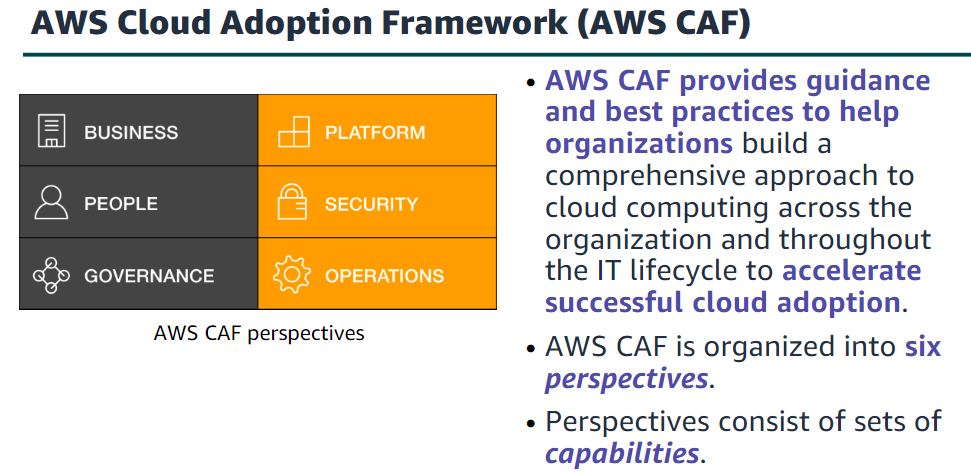 AWS Cloud Adoption Framework (AWS CAF)
BUSINESS
PLATFORM
PEOPLE
SECURITY
GOVERNANCE
OPERATIONS
AWS CAF perspectives
• AWS CAF provides guidance
and best practices to help
organizations build a
comprehensive approach to
cloud computing across the
organization and throughout
the IT lifecycle to accelerate
successful cloud adoption.
• AWS CAF is organized into six
perspectives.
• Perspectives consist of sets of
capabilities.